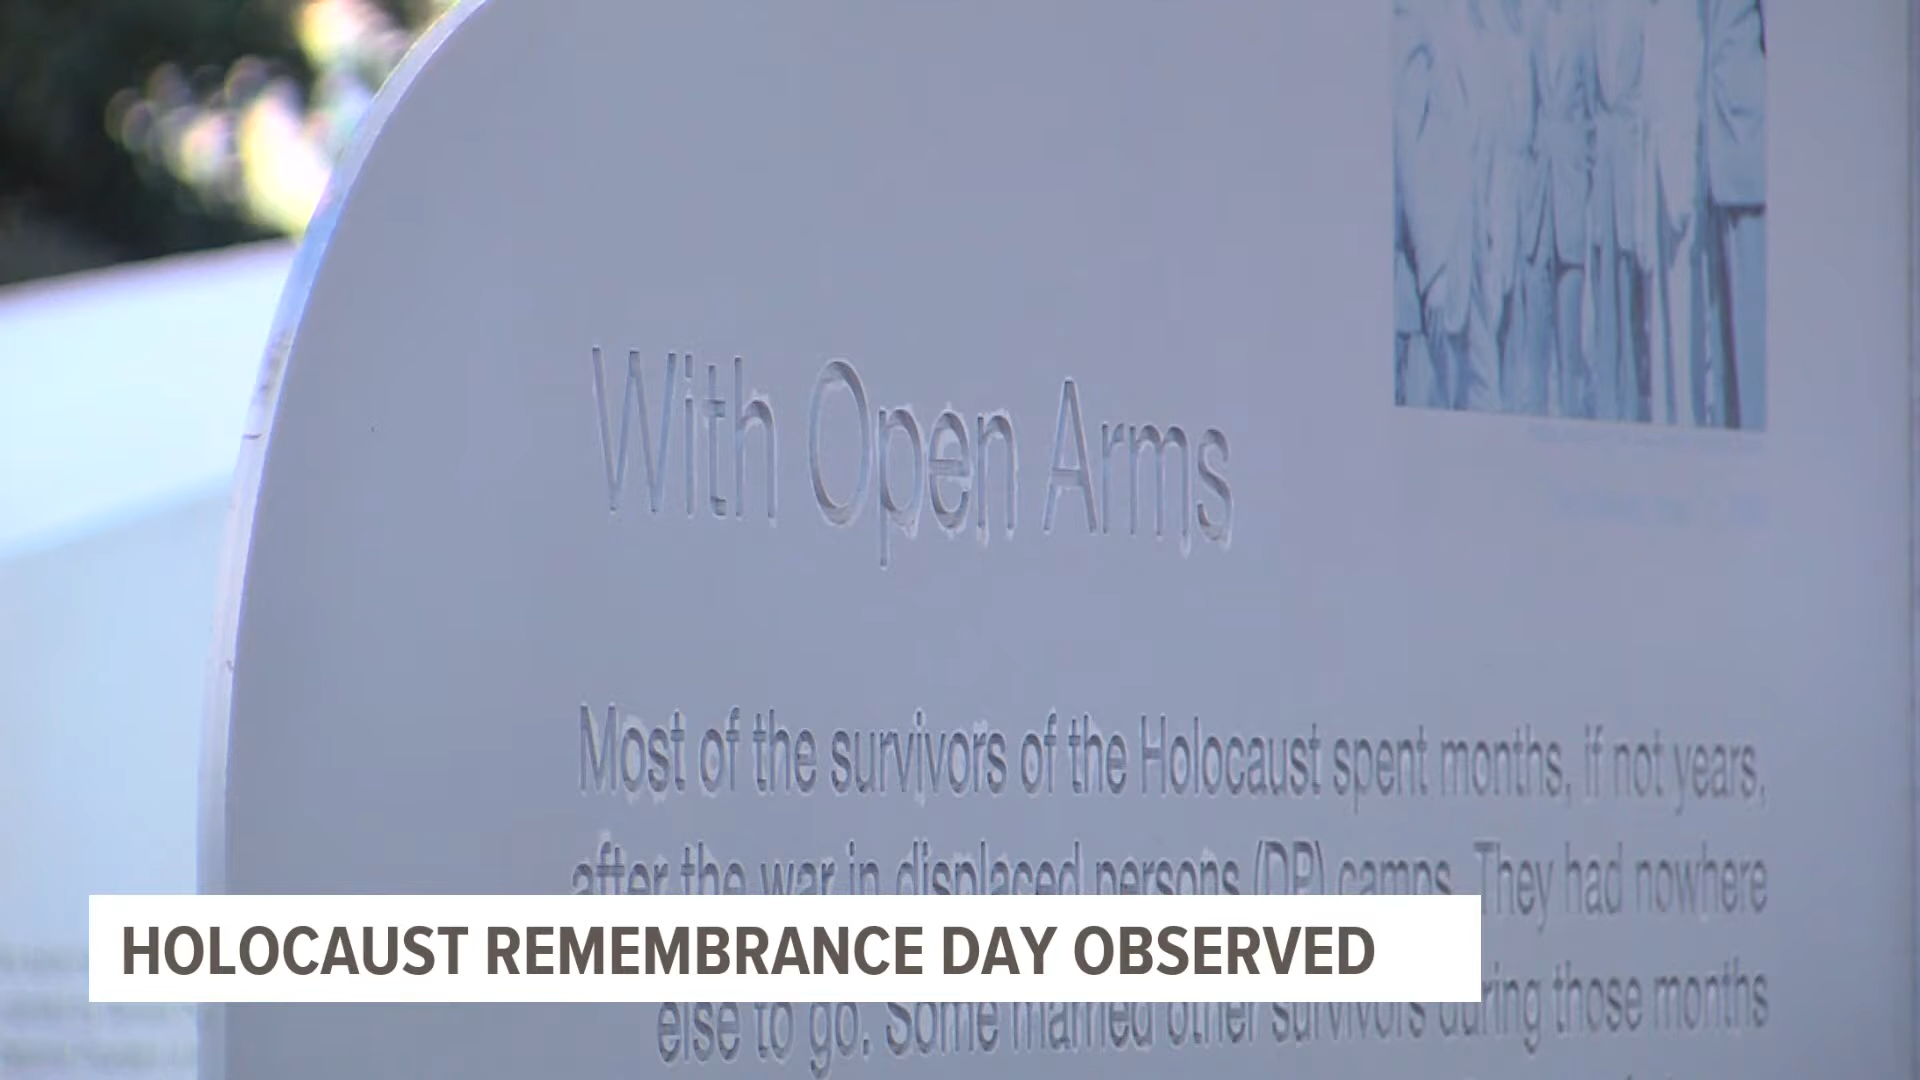 With Open Arms
Most of the survivors of the Holocaust spent months, if not years,
after the war in displaced persons (DP) camps. They had nowhere
else to go. Some married other survivors during those months
HOLOCAUST REMEMBRANCE DAY OBSERVED